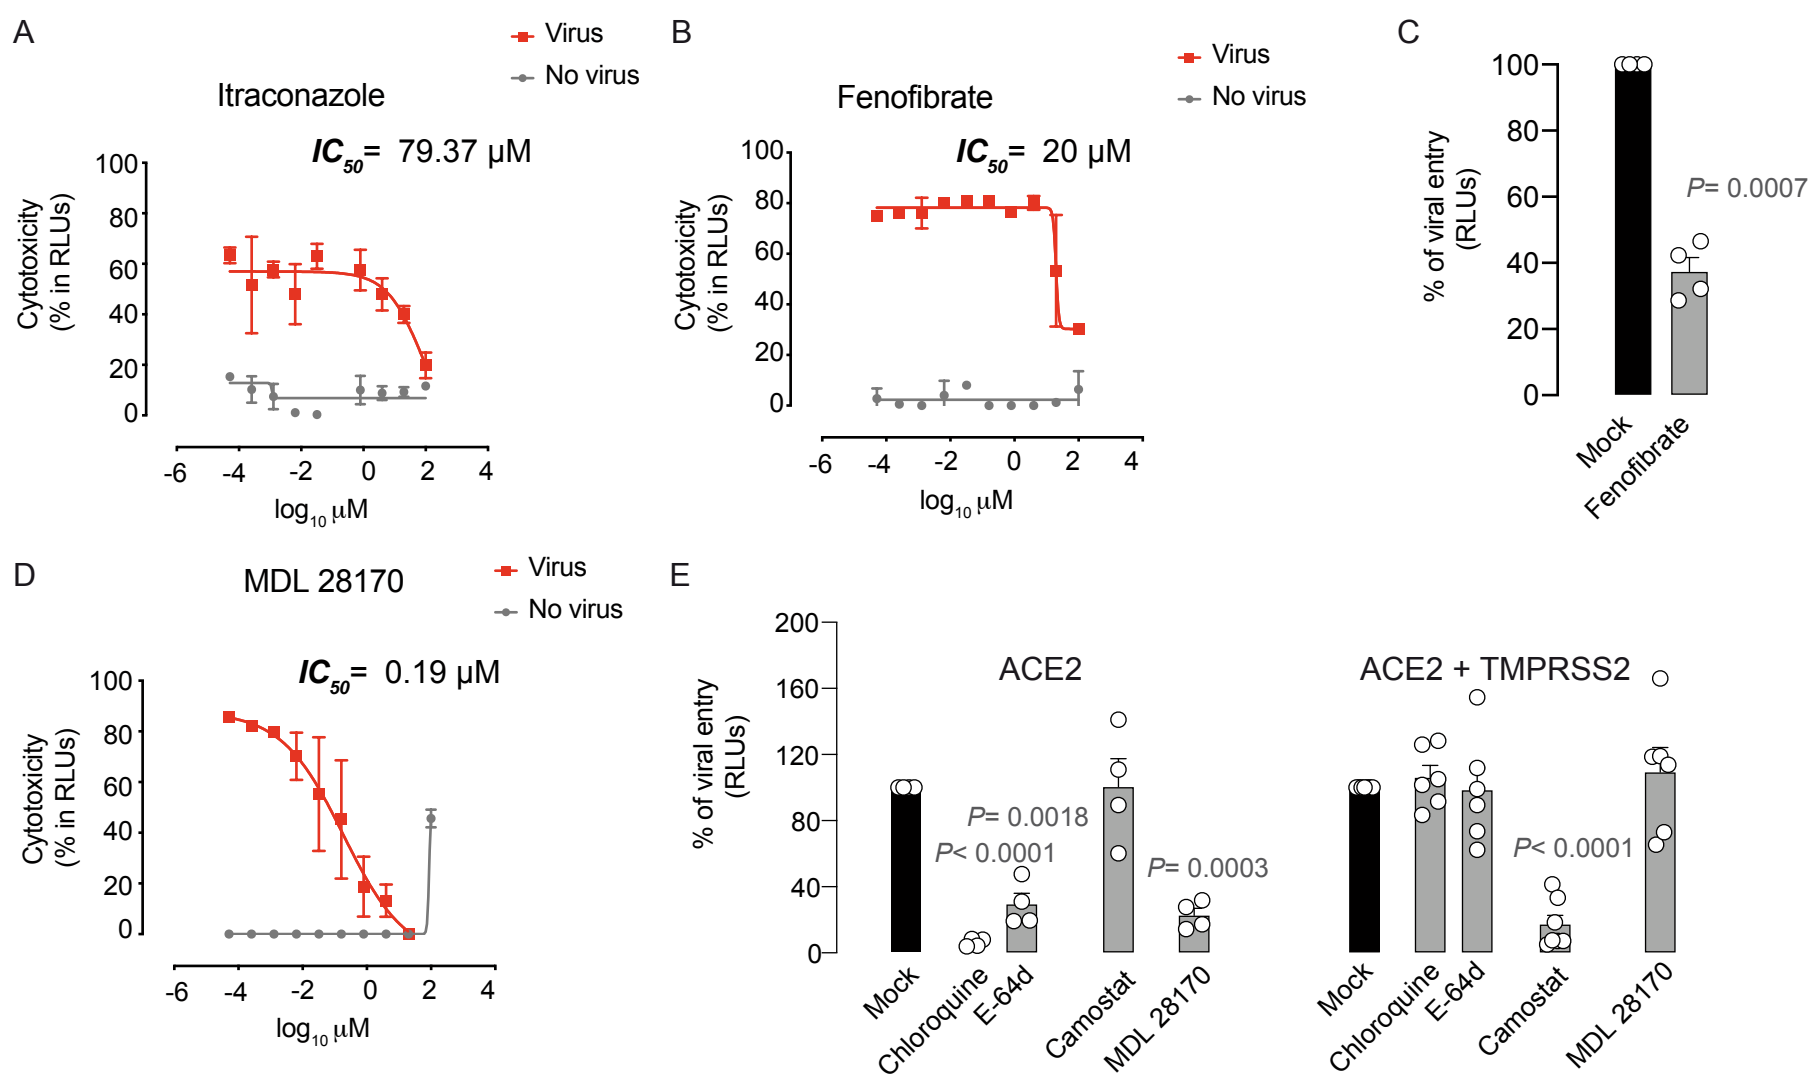 A
Virus
No virus
Itraconazole
IC50= 79.37 µM
Cytotoxicity
(% in RLUs)
100
80
60
40
20
0
-6 -4 -2 0 2 4
log10 µM
B
Virus
No virus
Fenofibrate
IC50= 20 µM
Cytotoxicity
(% in RLUs)
100
80
60
40
20
0
-6 -4 -2 0 2 4
log10 µM
C
% of viral entry
(RLUs)
100
80
60
40
20
0
P= 0.0007
Mock
Fenofibrate
D
MDL 28170
Virus
No virus
IC50= 0.19 µM
Cytotoxicity
(% in RLUs)
100
80
60
40
20
0
-6 -4 -2 0 2 4
log10 µM
E
% of viral entry
(RLUs)
200
160
120
80
40
0
ACE2
P= 0.0018
P< 0.0001
P= 0.0003
Mock
Chloroquine
E-64d
Camostat
MDL 28170
ACE2 + TMPRSS2
P< 0.0001
Mock
Chloroquine
E-64d
Camostat
MDL 28170